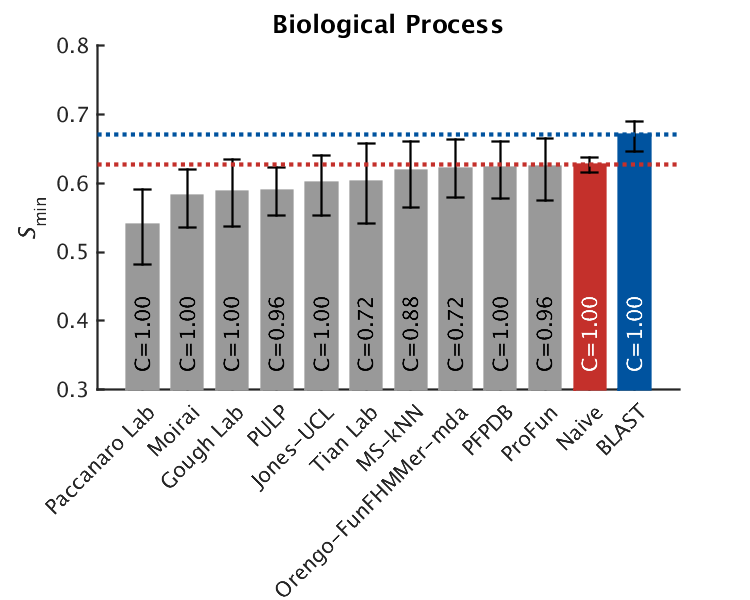 Biological Process
0.8
0.7
0.6
0.5
0.4
0.3
Smin
C=1.00
C=1.00
C=1.00
C=0.96
C=1.00
C=0.72
C=0.88
C=0.72
C=1.00
C=0.96
C=1.00
C=1.00
Paccanaro Lab
Moirai
Gough Lab
PULP
Jones-UCL
Tian Lab
MS-kNN
Orengo-FunFHMMer-mda
PFPDB
ProFun
Naive
BLAST